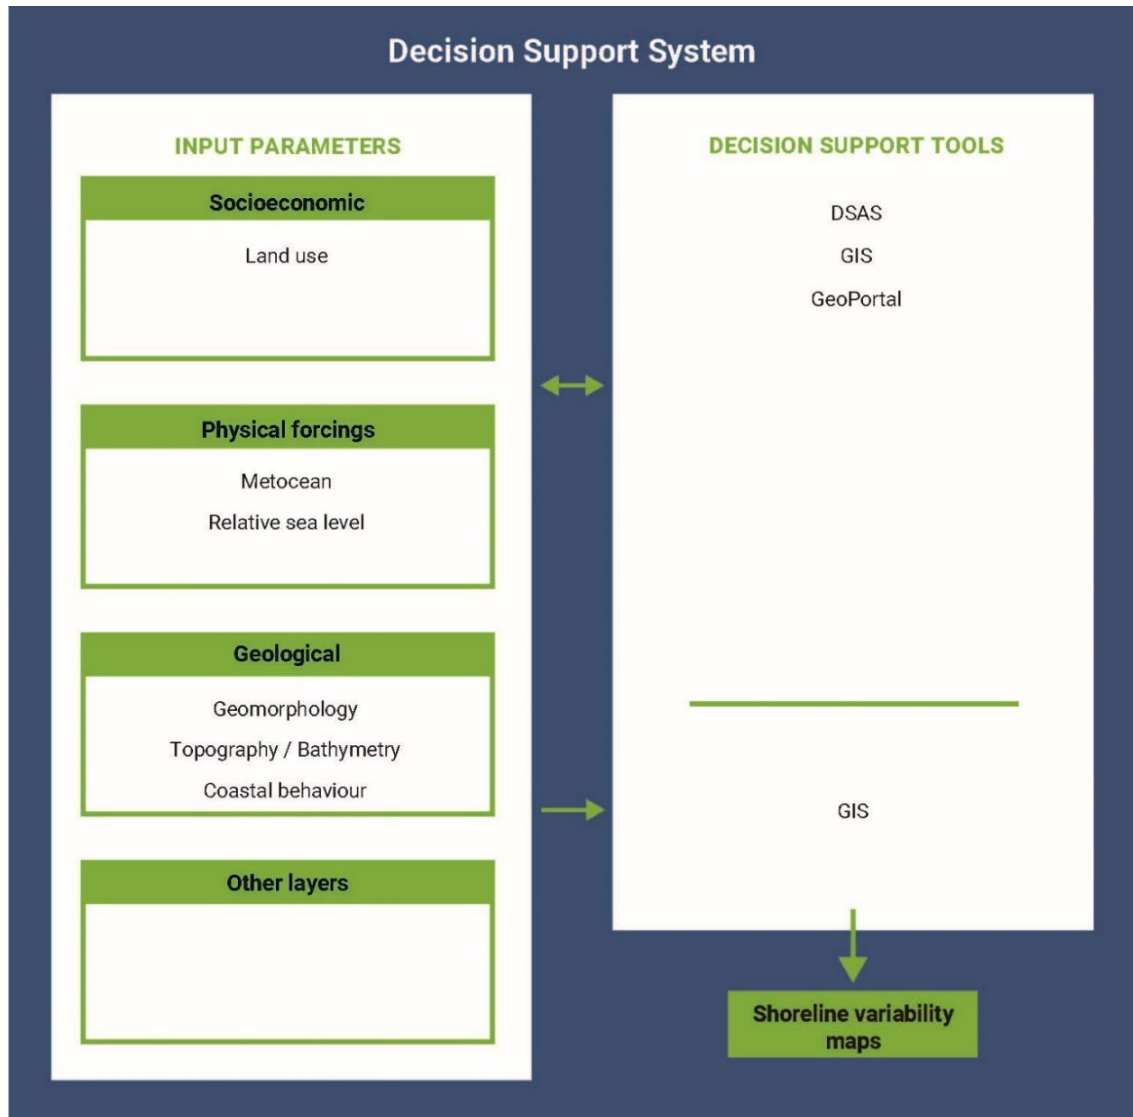 Decision Support System
INPUT PARAMETERS
Socioeconomic
Land use
Physical forcings
Metocean
Relative sea level
Geological
Geomorphology
Topography / Bathymetry
Coastal behaviour
Other layers
DECISION SUPPORT TOOLS
DSAS
GIS
GeoPortal
GIS
Shoreline variability
maps